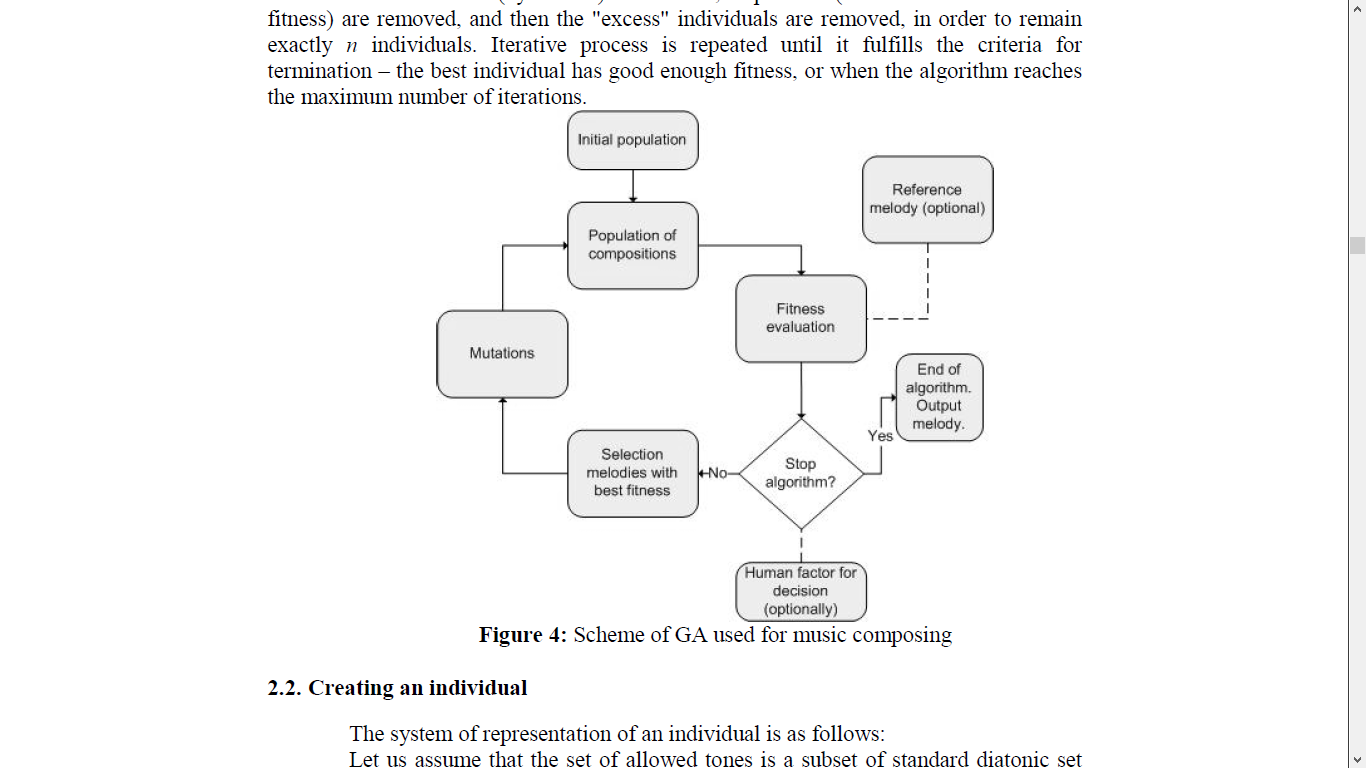 fitness) are removed, and then the "excess" individuals are removed, in order to remain
exactly n individuals. Iterative process is repeated until it fulfills the criteria for
termination – the best individual has good enough fitness, or when the algorithm reaches
the maximum number of iterations.
Initial population
Reference
melody (optional)
Population of
compositions
Fitness
evaluation
Mutations
End of
algorithm.
Output
melody.
Yes
Selection
melodies with
best fitness
No
Stop
algorithm?
Human factor for
decision
(optionally)
Figure 4: Scheme of GA used for music composing
2.2. Creating an individual
The system of representation of an individual is as follows:
Let us assume that the set of allowed tones is a subset of standard diatonic set